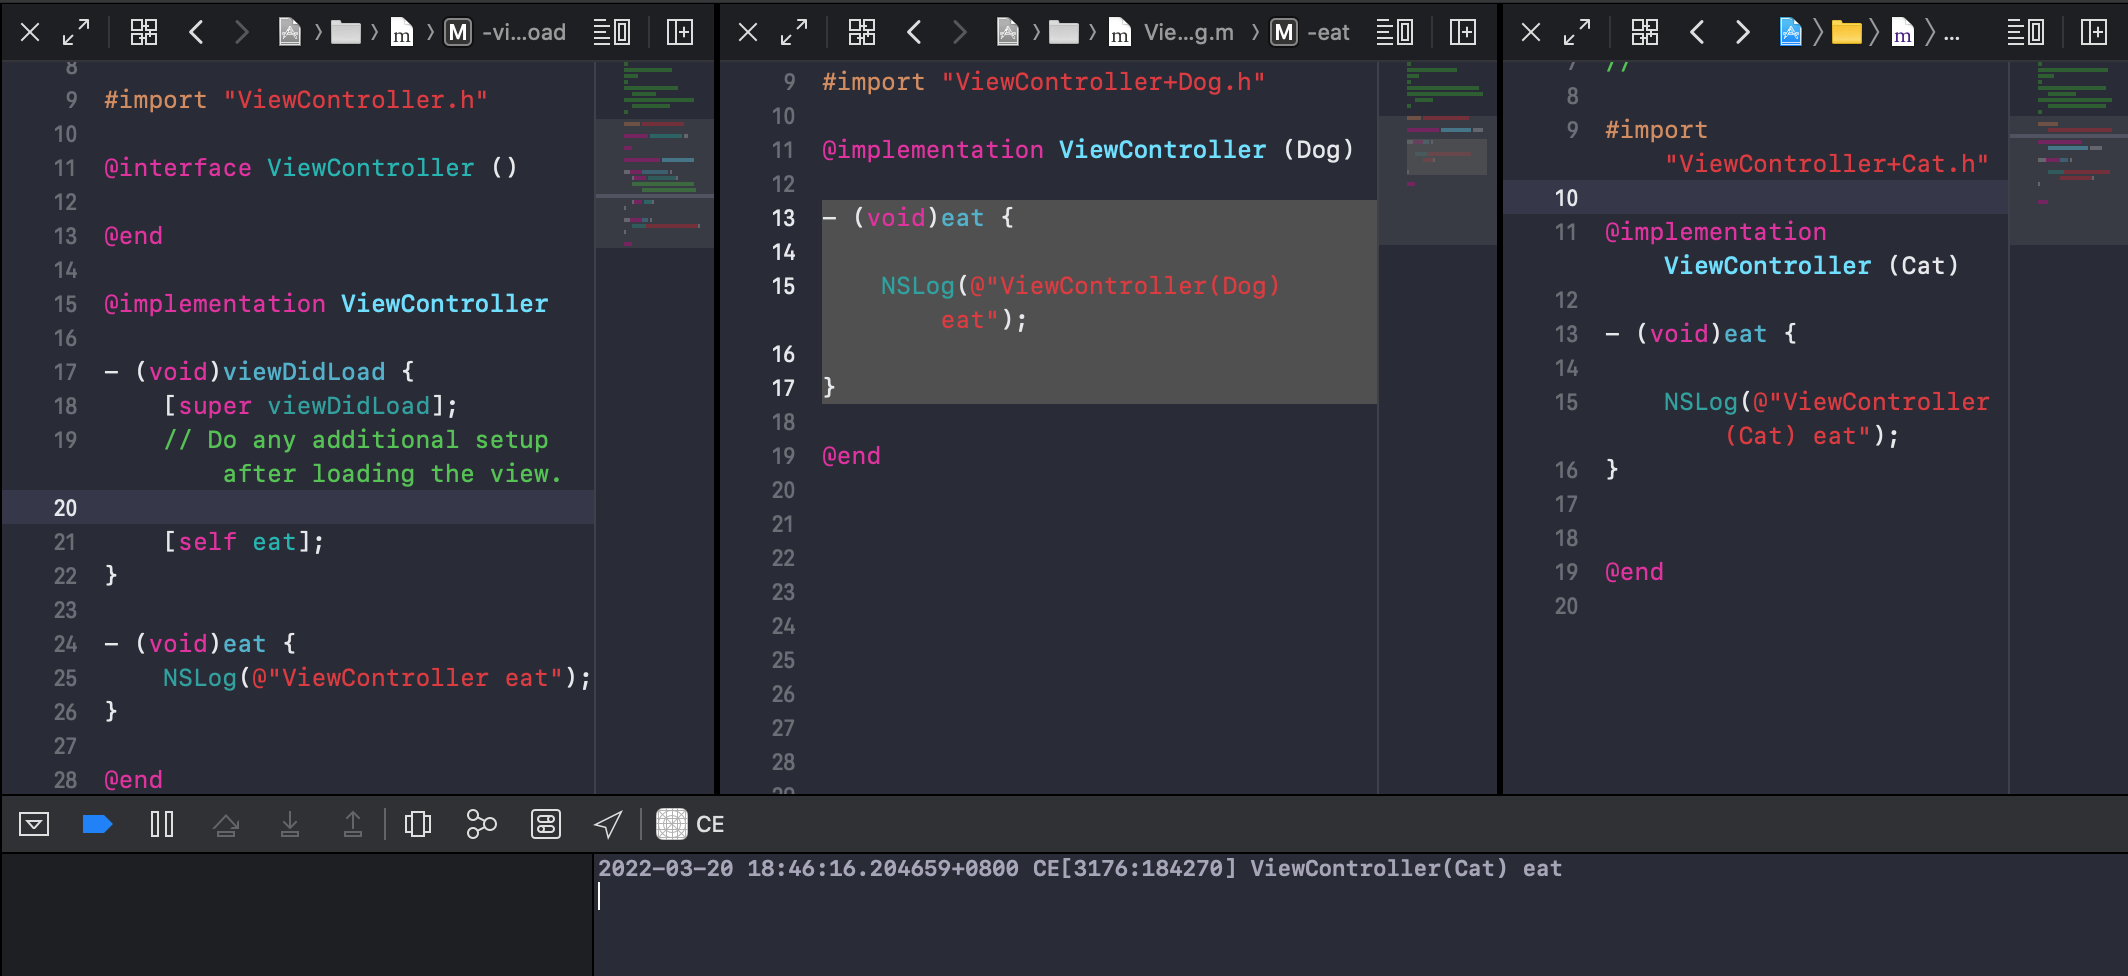 -vi...oad
8
9 #import "ViewController.h"
10
11 @interface ViewController ()
12
13 @end
14
15 @implementation ViewController
16
17 - (void)viewDidLoad {
18 [super viewDidLoad];
19 // Do any additional setup
after loading the view.
20
21 [self eat];
22 }
23
24 - (void)eat {
25 NSLog(@"ViewController eat");
26 }
27
28 @end
m
M
Vie...g.m
M -eat
9 #import "ViewController+Dog.h"
10
11 @implementation ViewController (Dog)
12
13 - (void)eat {
14
15 NSLog(@"ViewController(Dog)
eat");
16
17 }
18
19 @end
20
21
22
23
24
25
26
27
28
29
m
m ...
7 //
8
9 #import
"ViewController+Cat.h"
10
11 @implementation
ViewController (Cat)
12
13 - (void)eat {
14
15 NSLog(@"ViewController
(Cat) eat");
16 }
17
18
19 @end
20
CE
2022-03-20 18:46:16.204659+0800 CE[3176:184270] ViewController(Cat) eat